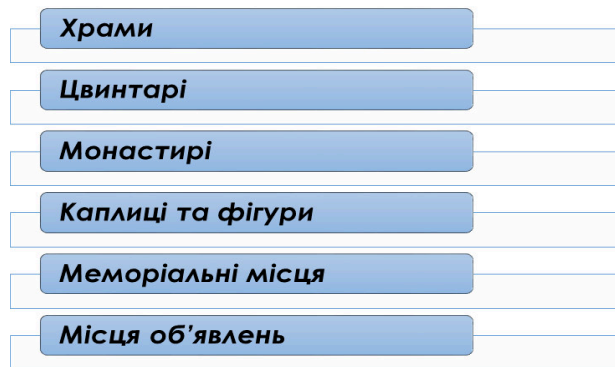 Храми
Цвинтарі
Монастирі
Каплиці та фігури
Меморіальні місця
Місця об’явлень